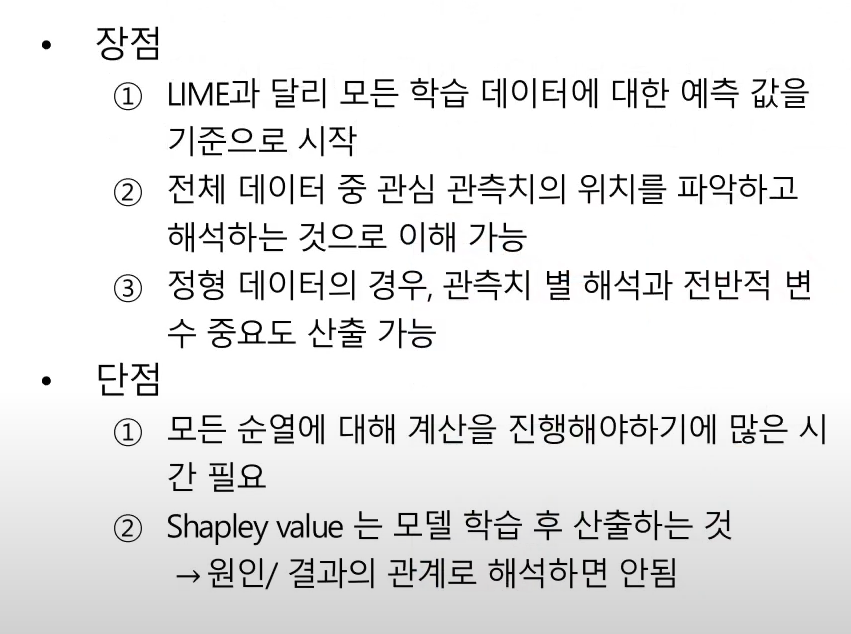 • 장점
① LIME과 달리 모든 학습 데이터에 대한 예측 값을
기준으로 시작
② 전체 데이터 중 관심 관측치의 위치를 파악하고
해석하는 것으로 이해 가능
③ 정형 데이터의 경우, 관측치 별 해석과 전반적 변
수 중요도 산출 가능
• 단점
① 모든 순열에 대해 계산을 진행해야하기에 많은 시
간 필요
② Shapley value 는 모델 학습 후 산출하는 것
→ 원인/ 결과의 관계로 해석하면 안됨